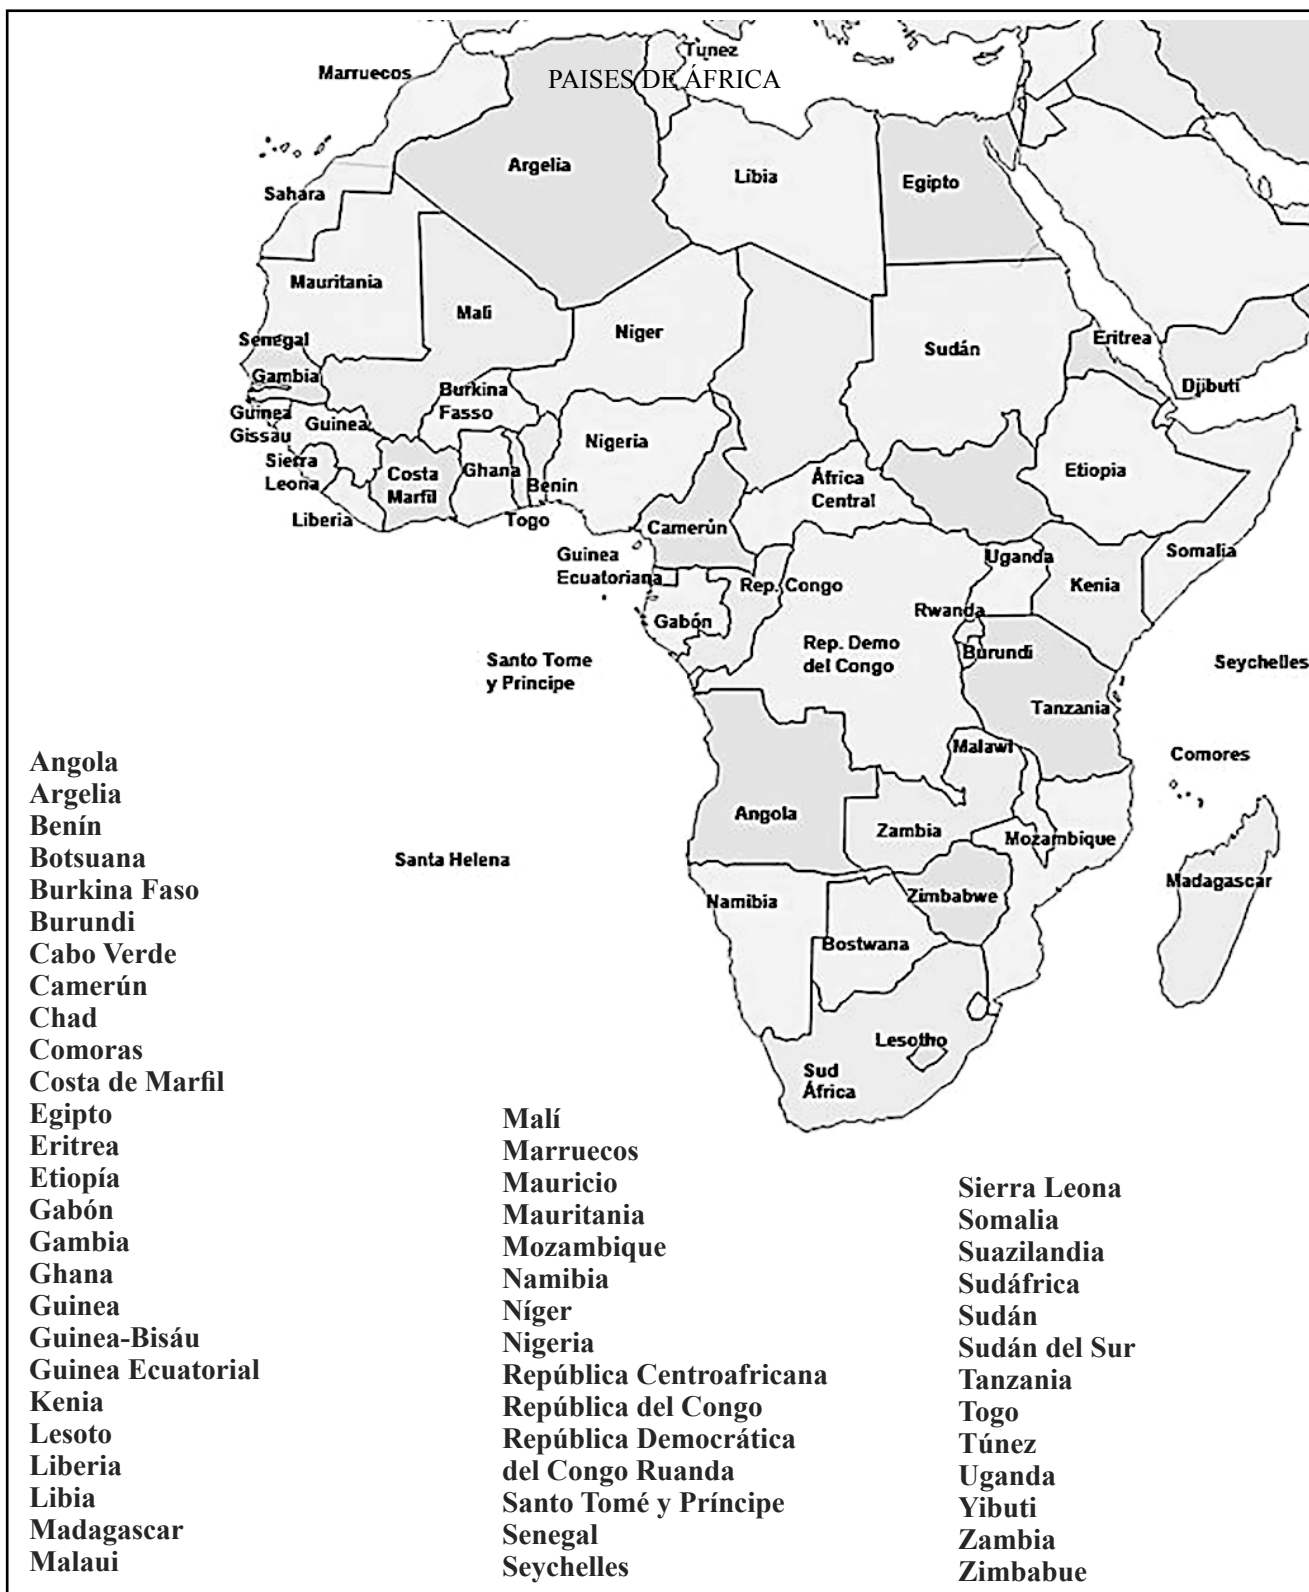 Túnez
Marruecos
PAISES DE ÁFRICA
Argelia
Libia
Egipto
Sahara
Mauritania
Malí
Niger
Sudán
Eritrea
Senegal
Gambia
Djibutí
Burkina
Fasso
Guinea
Gissau
Guinea
Nigeria
Sierra
Leona
Costa
Marfil
Ghana
Benin
África
Central
Etiopia
Liberia
Togo
Camerún
Guinea
Ecuatoriana
Uganda
Somalia
Rep. Congo
Kenia
Gabón
Rwanda
Rep. Demo
del Congo
Burundi
Santo Tome
y Principe
Seychelles
Tanzania
Malawi
Comores
Angola
Zambia
Mozambique
Santa Helena
Madagascar
Namibia
Zimbabwe
Bostwana
Lesotho
Sud
África
Angola
Argelia
Benín
Botsuana
Burkina Faso
Burundi
Cabo Verde
Camerún
Chad
Comoras
Costa de Marfil
Egipto
Eritrea
Etiopía
Gabón
Gambia
Ghana
Guinea
Guinea-Bisáu
Guinea Ecuatorial
Kenia
Lesoto
Liberia
Libia
Madagascar
Malaui
Malí
Marruecos
Mauricio
Mauritania
Mozambique
Namibia
Níger
Nigeria
República Centroafricana
República del Congo
República Democrática
del Congo Ruanda
Santo Tomé y Príncipe
Senegal
Seychelles
Sierra Leona
Somalia
Suazilandia
Sudáfrica
Sudán
Sudán del Sur
Tanzania
Togo
Túnez
Uganda
Yibuti
Zambia
Zimbabue